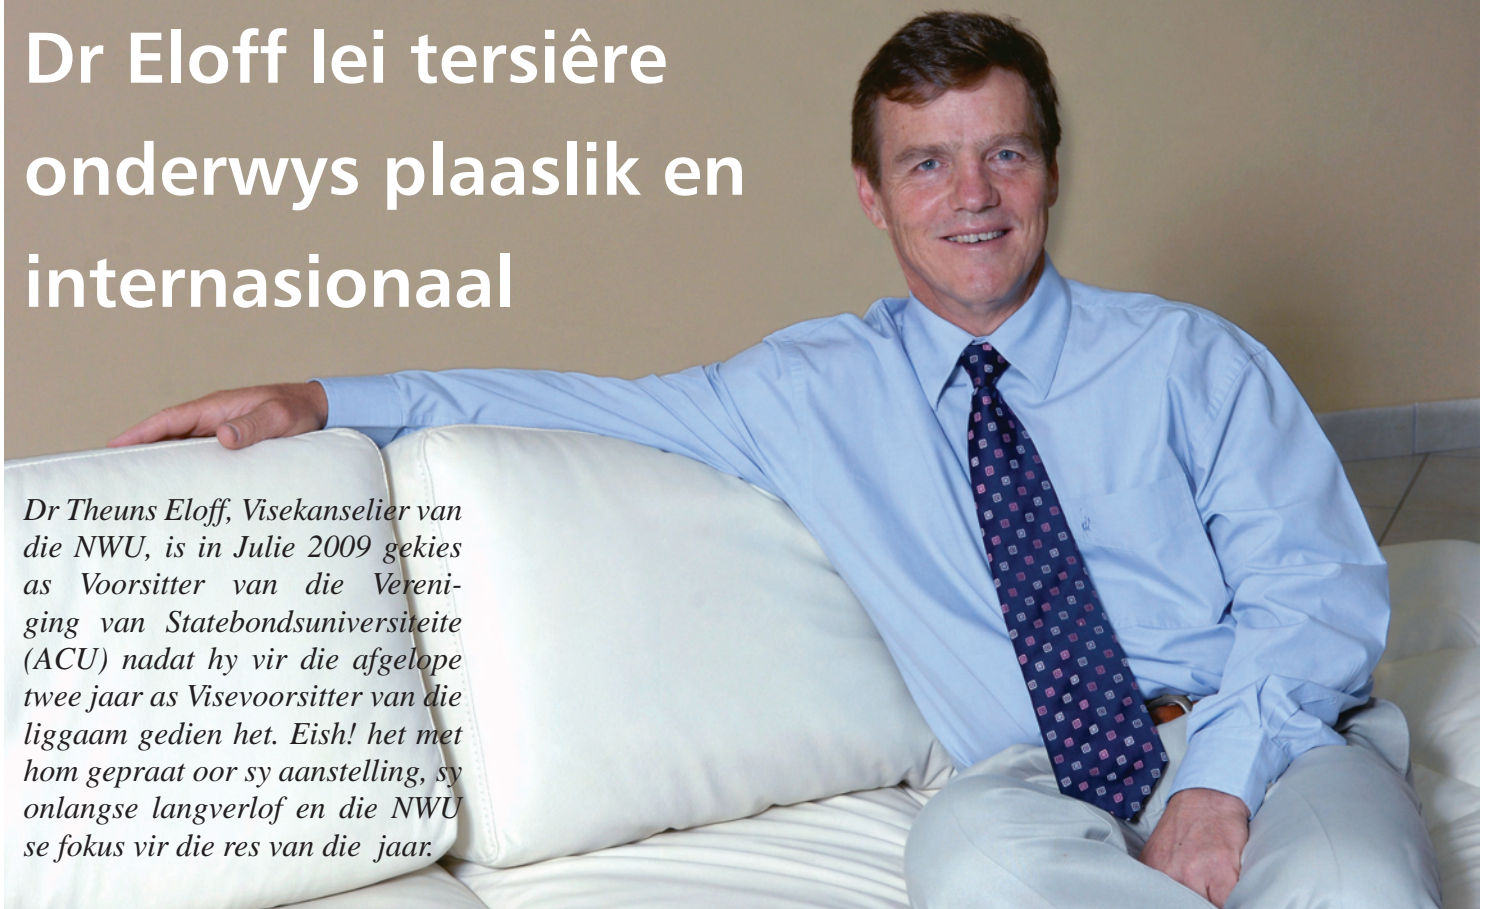 Dr Eloff lei tersiêre
onderwys plaaslik en
internasionaal
Dr Theuns Eloff, Visekanselier van
die NWU, is in Julie 2009 gekies
as Voorsitter van die Vereni-
ging van Statebondsuniversiteite
(ACU) nadat hy vir die afgelope
twee jaar as Visevoorsitter van die
liggaam gedien het. Eish! het met
hom gepraat oor sy aanstelling, sy
onlangse langverlof en die NWU
se fokus vir die res van die jaar.